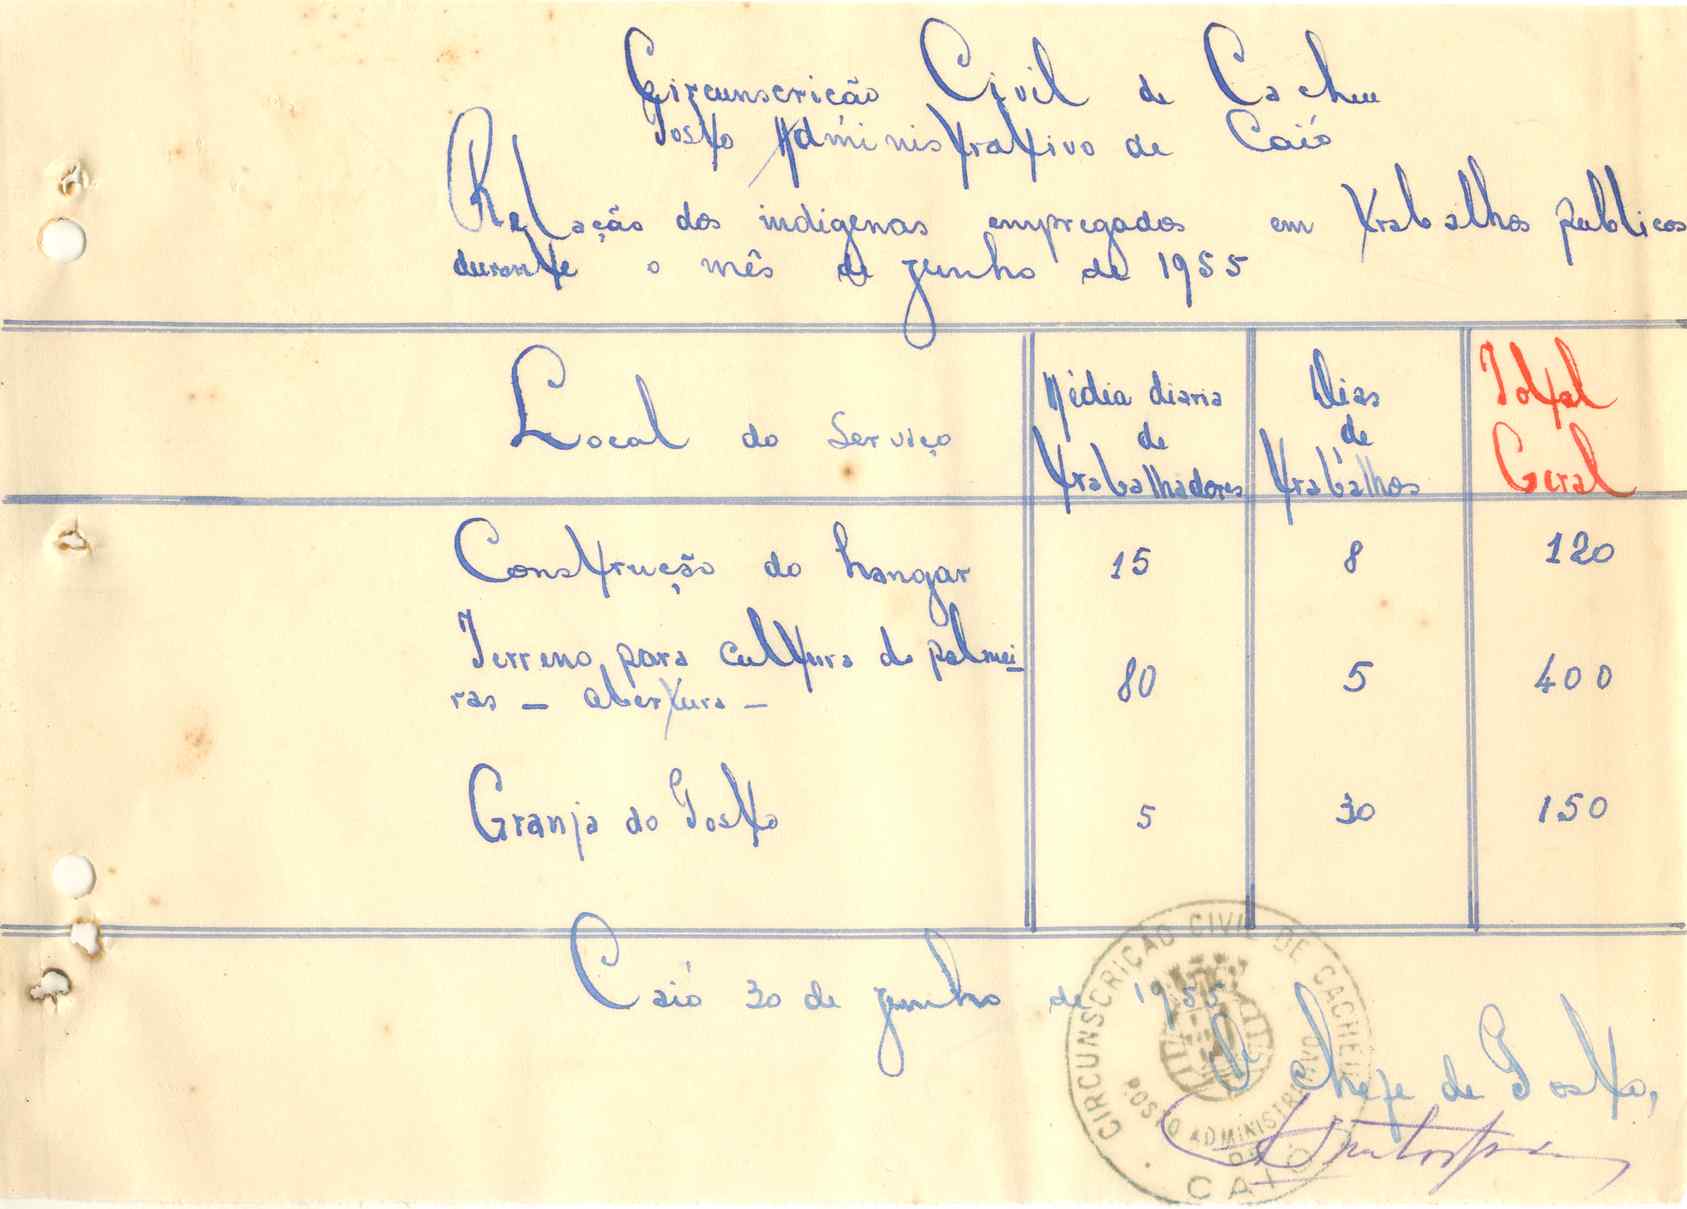 Circunscrição Civil de Cacheu
Posto Administrativo de Caió
Relação dos indigenas empregados em trabalhos publicos
durante o mês de junho de 1955
Local do Serviço
Média diaria
de
trabalhadores
Dias
de
trabalhos
Total
Geral
Construção do hangar 15 8 120
Terreno para cultura de palmei-
ras - abertura - 80 5 400
Granja do Posto 5 30 150
Caió 30 de junho de 1955
O Chefe de Posto,
CIRCUNSCRIÇÃO CIVIL DE CACHEU
POSTO ADMINISTRATIVO
DE
CAIÓ